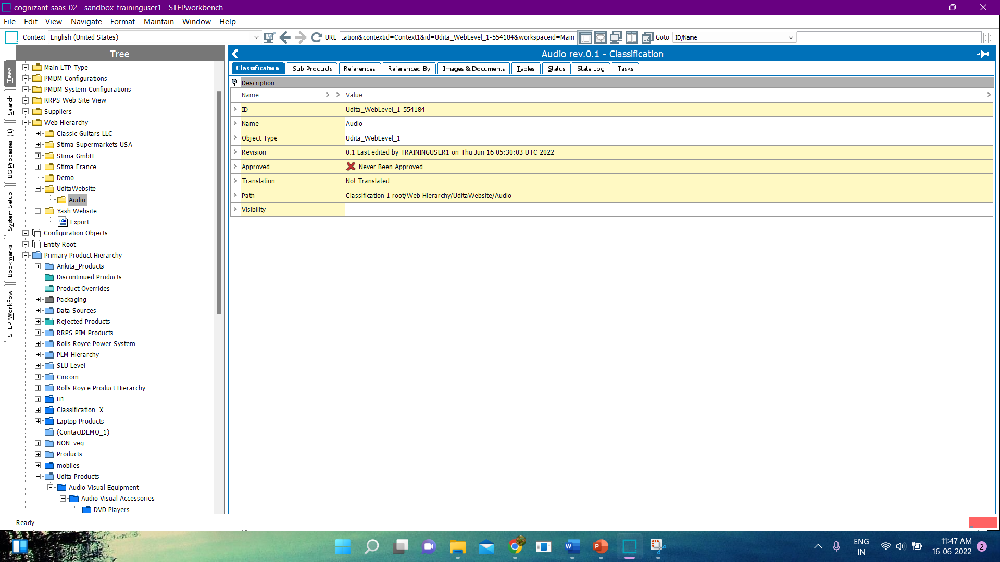 cognizant-saas-02 - sandbox-traininguser1 - STEPworkbench
File Edit View Navigate Format Maintain Window Help
Context English (United States) URL :ation&contextid=Context1&id=Udita_WebLevel_1-554184&workspaceid=Main Goto ID/Name
Tree
Tree
Search
BG Processes (1)
System Setup
Bookmarks
STEP Workflow
Main LTP Type
PMDM Configurations
PMDM System Configurations
RRPS Web Site View
Suppliers
Web Hierarchy
Classic Guitars LLC
Stima Supermarkets USA
Stima GmbH
Stima France
Demo
UditaWebsite
Audio
Yash Website
Export
Configuration Objects
Entity Root
Primary Product Hierarchy
Ankita_Products
Discontinued Products
Product Overrides
Packaging
Data Sources
Rejected Products
RRPS PIM Products
Rolls Royce Power System
PLM Hierarchy
SLU Level
Cincom
Rolls Royce Product Hierarchy
H1
Classification X
Laptop Products
(ContactDEMO_1)
NON_veg
Products
mobiles
Udita Products
Audio Visual Equipment
Audio Visual Accessories
DVD Players
Audio rev.0.1 - Classification
Classification Sub Products References Referenced By Images & Documents Tables Status State Log Tasks
Description
Name Value
ID Udita_WebLevel_1-554184
Name Audio
Object Type Udita_WebLevel_1
Revision 0.1 Last edited by TRAININGUSER1 on Thu Jun 16 05:30:03 UTC 2022
Approved Never Been Approved
Translation Not Translated
Path Classification 1 root/Web Hierarchy/UditaWebsite/Audio
Visibility
Ready
ENG
IN
11:47 AM
16-06-2022
2